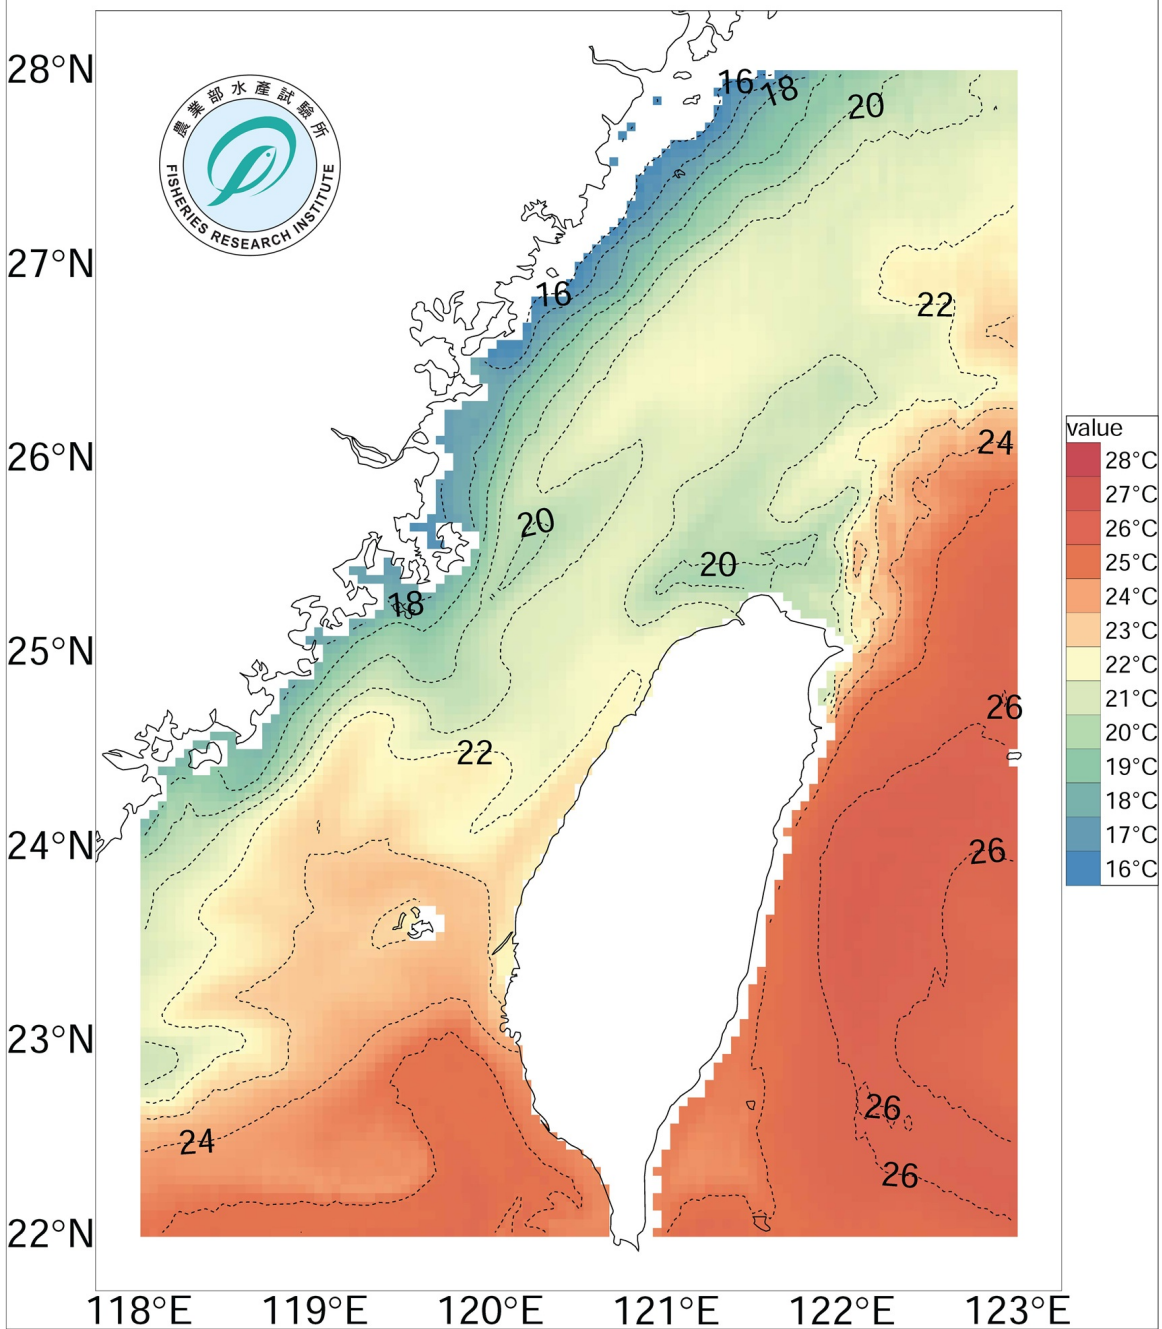 28°N
27°N
26°N
25°N
24°N
23°N
22°N
118°E 119°E 120°E 121°E 122°E 123°E
農業部水產試驗所
FISHERIES RESEARCH INSTITUTE
16
18
20
16
22
24
20
20
18
26
22
26
26
24
26
value
28°C
27°C
26°C
25°C
24°C
23°C
22°C
21°C
20°C
19°C
18°C
17°C
16°C